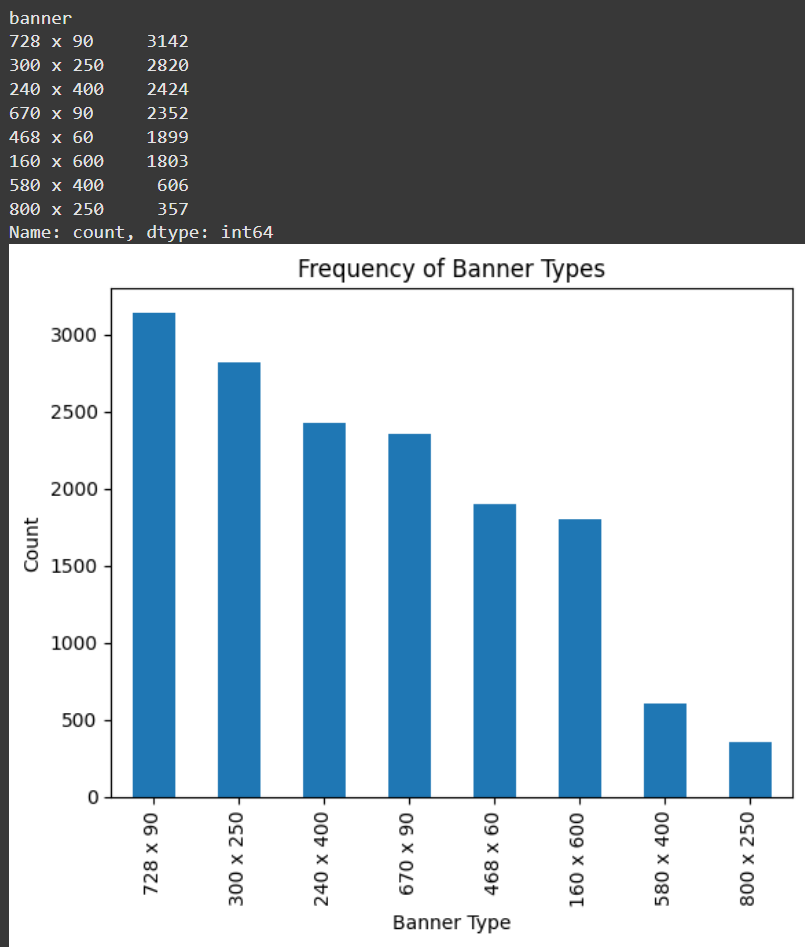 banner
728 x 90     3142
300 x 250    2820
240 x 400    2424
670 x 90     2352
468 x 60     1899
160 x 600    1803
580 x 400     606
800 x 250     357
Name: count, dtype: int64
Frequency of Banner Types
3000
2500
2000
1500
1000
500
0
Count
728 x 90
300 x 250
240 x 400
670 x 90
468 x 60
160 x 600
580 x 400
800 x 250
Banner Type